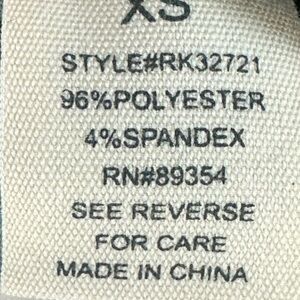 XS
STYLE#RK32721
96%POLYESTER
4%SPANDEX
RN#89354
SEE REVERSE
FOR CARE
MADE IN CHINA